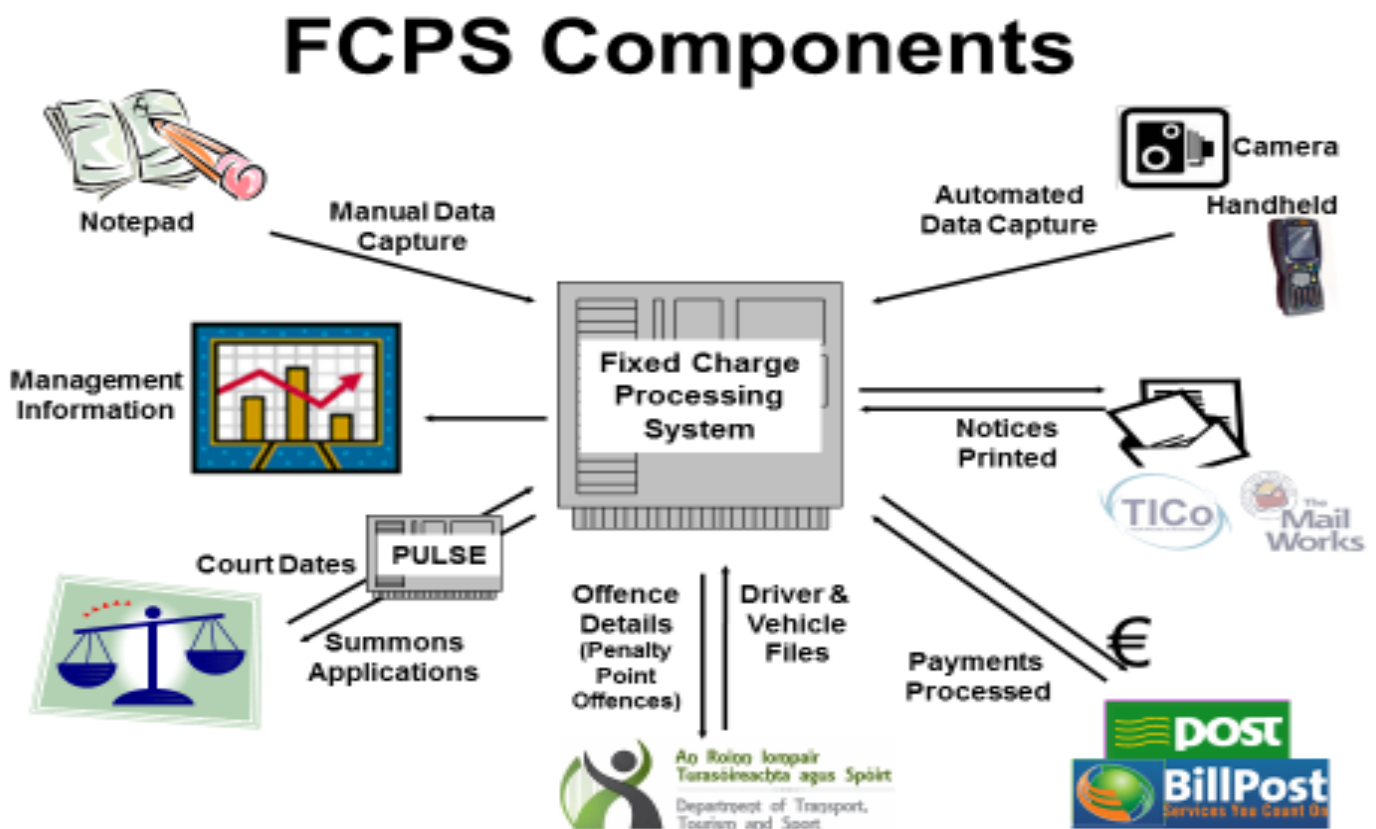 FCPS Components
Notepad
Manual Data
Capture
Automated
Data Capture
Camera
Handheld
Management
Information
Fixed Charge
Processing
System
Notices
Printed
TICo
The
Mail
Works
Court Dates
PULSE
Summons
Applications
Offence
Details
(Penalty
Point
Offences)
Driver &
Vehicle
Files
Payments
Processed
€
post
BillPost
Services You Count On
An Roinn Iompair
Turasóireachta agus Spóirt
Department of Transport,
Tourism and Sport